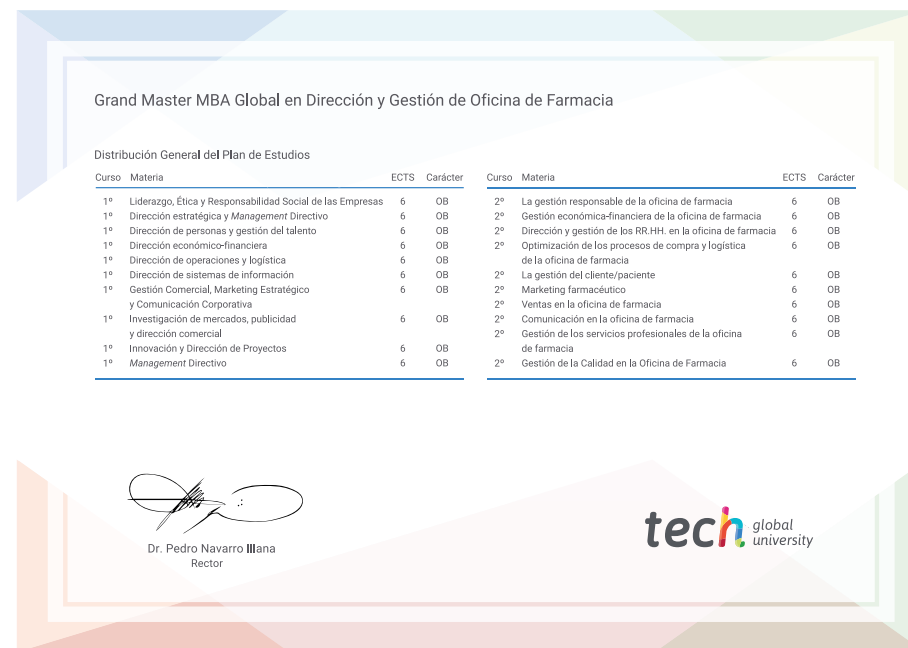 Grand Master MBA Global en Dirección y Gestión de Oficina de Farmacia
Distribución General del Plan de Estudios
Curso Materia ECTS Carácter
1º Liderazgo, Ética y Responsabilidad Social de las Empresas 6 OB
1º Dirección estratégica y Management Directivo 6 OB
1º Dirección de personas y gestión del talento 6 OB
1º Dirección económico-financiera 6 OB
1º Dirección de operaciones y logística 6 OB
1º Dirección de sistemas de información 6 OB
1º Gestión Comercial, Marketing Estratégico 6 OB
y Comunicación Corporativa
1º Investigación de mercados, publicidad 6 OB
y dirección comercial
1º Innovación y Dirección de Proyectos 6 OB
1º Management Directivo 6 OB
Curso Materia ECTS Carácter
2º La gestión responsable de la oficina de farmacia 6 OB
2º Gestión económica-financiera de la oficina de farmacia 6 OB
2º Dirección y gestión de los RR.HH. en la oficina de farmacia 6 OB
2º Optimización de los procesos de compra y logística 6 OB
de la oficina de farmacia
2º La gestión del cliente/paciente 6 OB
2º Marketing farmacéutico 6 OB
2º Ventas en la oficina de farmacia 6 OB
2º Comunicación en la oficina de farmacia 6 OB
2º Gestión de los servicios profesionales de la oficina 6 OB
de farmacia
2º Gestión de la Calidad en la Oficina de Farmacia 6 OB
Dr. Pedro Navarro Illana
Rector
tech global
university